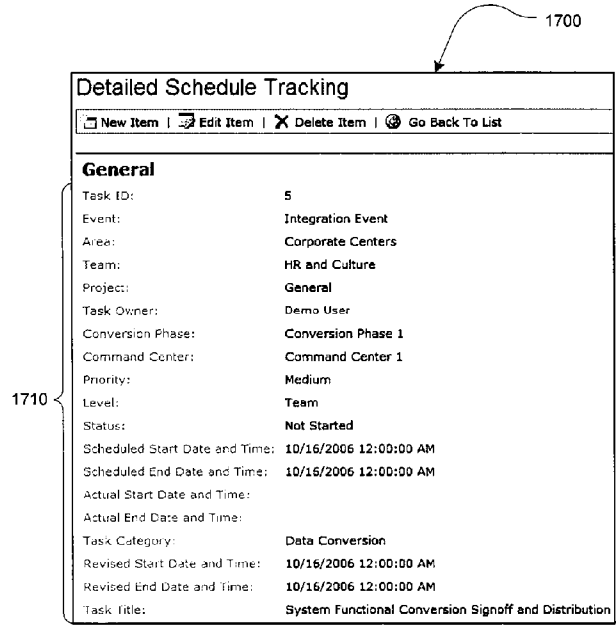 1700
Detailed Schedule Tracking
New Item | Edit Item | Delete Item | Go Back To List
General
Task ID: 5
Event: Integration Event
Area: Corporate Centers
Team: HR and Culture
Project: General
Task Owner: Demo User
Conversion Phase: Conversion Phase 1
Command Center: Command Center 1
Priority: Medium
1710
Level: Team
Status: Not Started
Scheduled Start Date and Time: 10/16/2006 12:00:00 AM
Scheduled End Date and Time: 10/16/2006 12:00:00 AM
Actual Start Date and Time:
Actual End Date and Time:
Task Category: Data Conversion
Revised Start Date and Time: 10/16/2006 12:00:00 AM
Revised End Date and Time: 10/16/2006 12:00:00 AM
Task Title: System Functional Conversion Signoff and Distribution